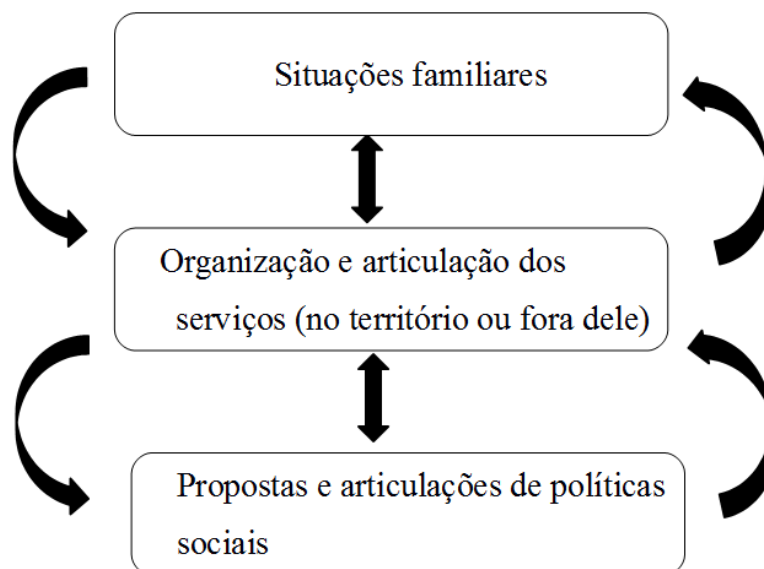 Situações familiares
Organização e articulação dos
serviços (no território ou fora dele)
Propostas e articulações de políticas
sociais